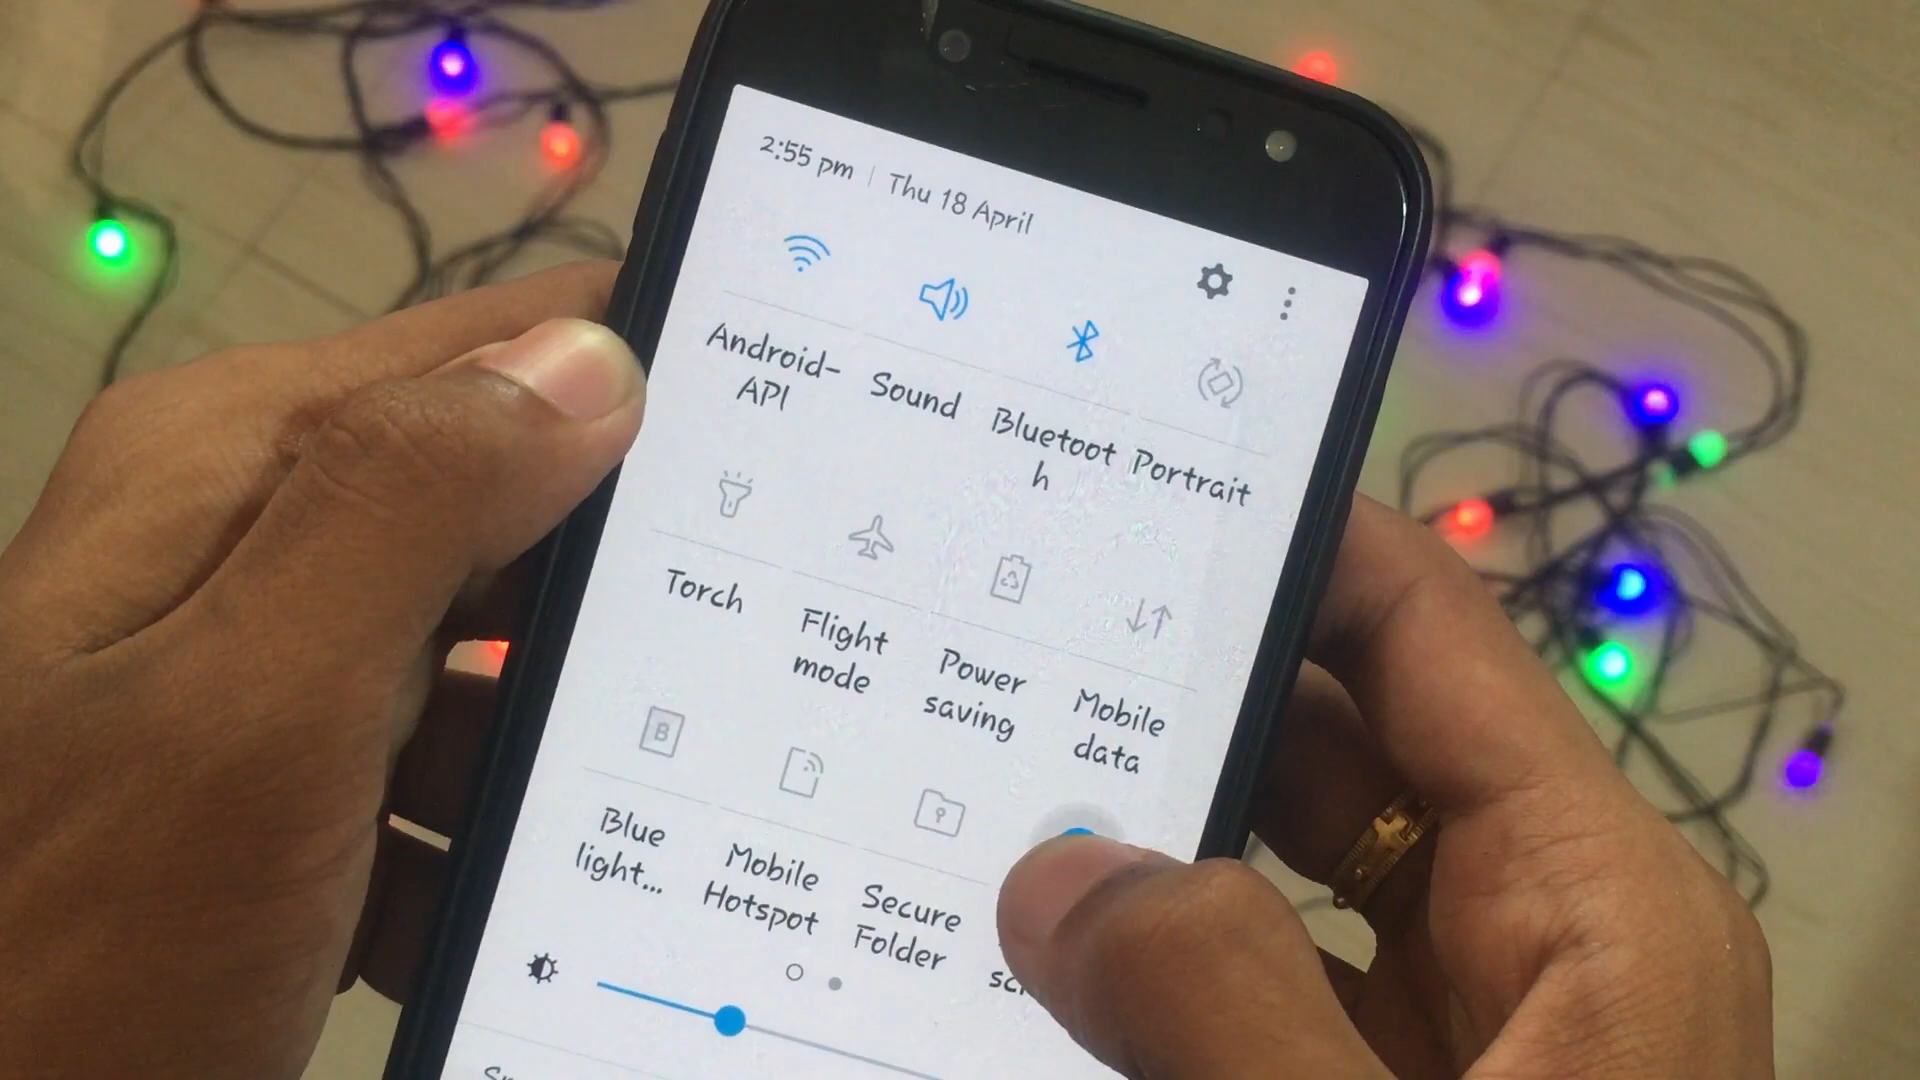 2:55 pm | Thu 18 April
Android-
API
Sound
Bluetoot
h
Portrait
Torch
Flight
mode
Power
saving
Mobile
data
B
Blue
light...
Mobile
Hotspot
Secure
Folder